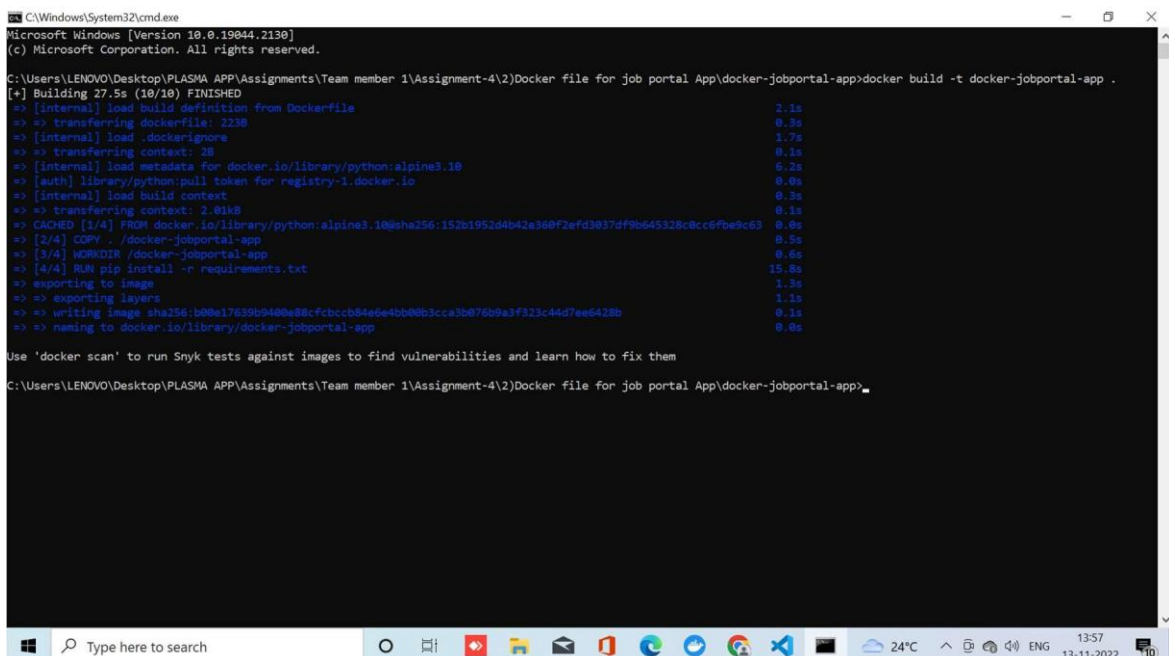 C:\Windows\System32\cmd.exe
Microsoft Windows [Version 10.0.19044.2130]
(c) Microsoft Corporation. All rights reserved.
C:\Users\LENOVO\Desktop\PLASMA APP\Assignments\Team member 1\Assignment-4\2)Docker file for job portal App\docker-jobportal-app>docker build -t docker-jobportal-app .
[+] Building 27.5s (10/10) FINISHED
=> [internal] load build definition from Dockerfile 2.1s
=> => transferring dockerfile: 223B 0.3s
=> [internal] load .dockerignore 1.7s
=> => transferring context: 2B 0.1s
=> [internal] load metadata for docker.io/library/python:alpine3.10 6.2s
=> [auth] library/python:pull token for registry-1.docker.io 0.0s
=> [internal] load build context 0.3s
=> => transferring context: 2.01kB 0.1s
=> CACHED [1/4] FROM docker.io/library/python:alpine3.10@sha256:152b1952d4b42e360f2efd3037df9b645328c0cc6fbe9c63 0.0s
=> [2/4] COPY . /docker-jobportal-app 0.5s
=> [3/4] WORKDIR /docker-jobportal-app 0.6s
=> [4/4] RUN pip install -r requirements.txt 15.8s
=> exporting to image 1.3s
=> => exporting layers 1.1s
=> => writing image sha256:b00e17639b9400e88cfcbccb84e6e4bb00b3cca3b076b9a3f323c44d7ee6428b 0.1s
=> => naming to docker.io/library/docker-jobportal-app 0.0s
Use 'docker scan' to run Snyk tests against images to find vulnerabilities and learn how to fix them
C:\Users\LENOVO\Desktop\PLASMA APP\Assignments\Team member 1\Assignment-4\2)Docker file for job portal App\docker-jobportal-app>
Type here to search
24°C
ENG
13:57
13-11-2022
10